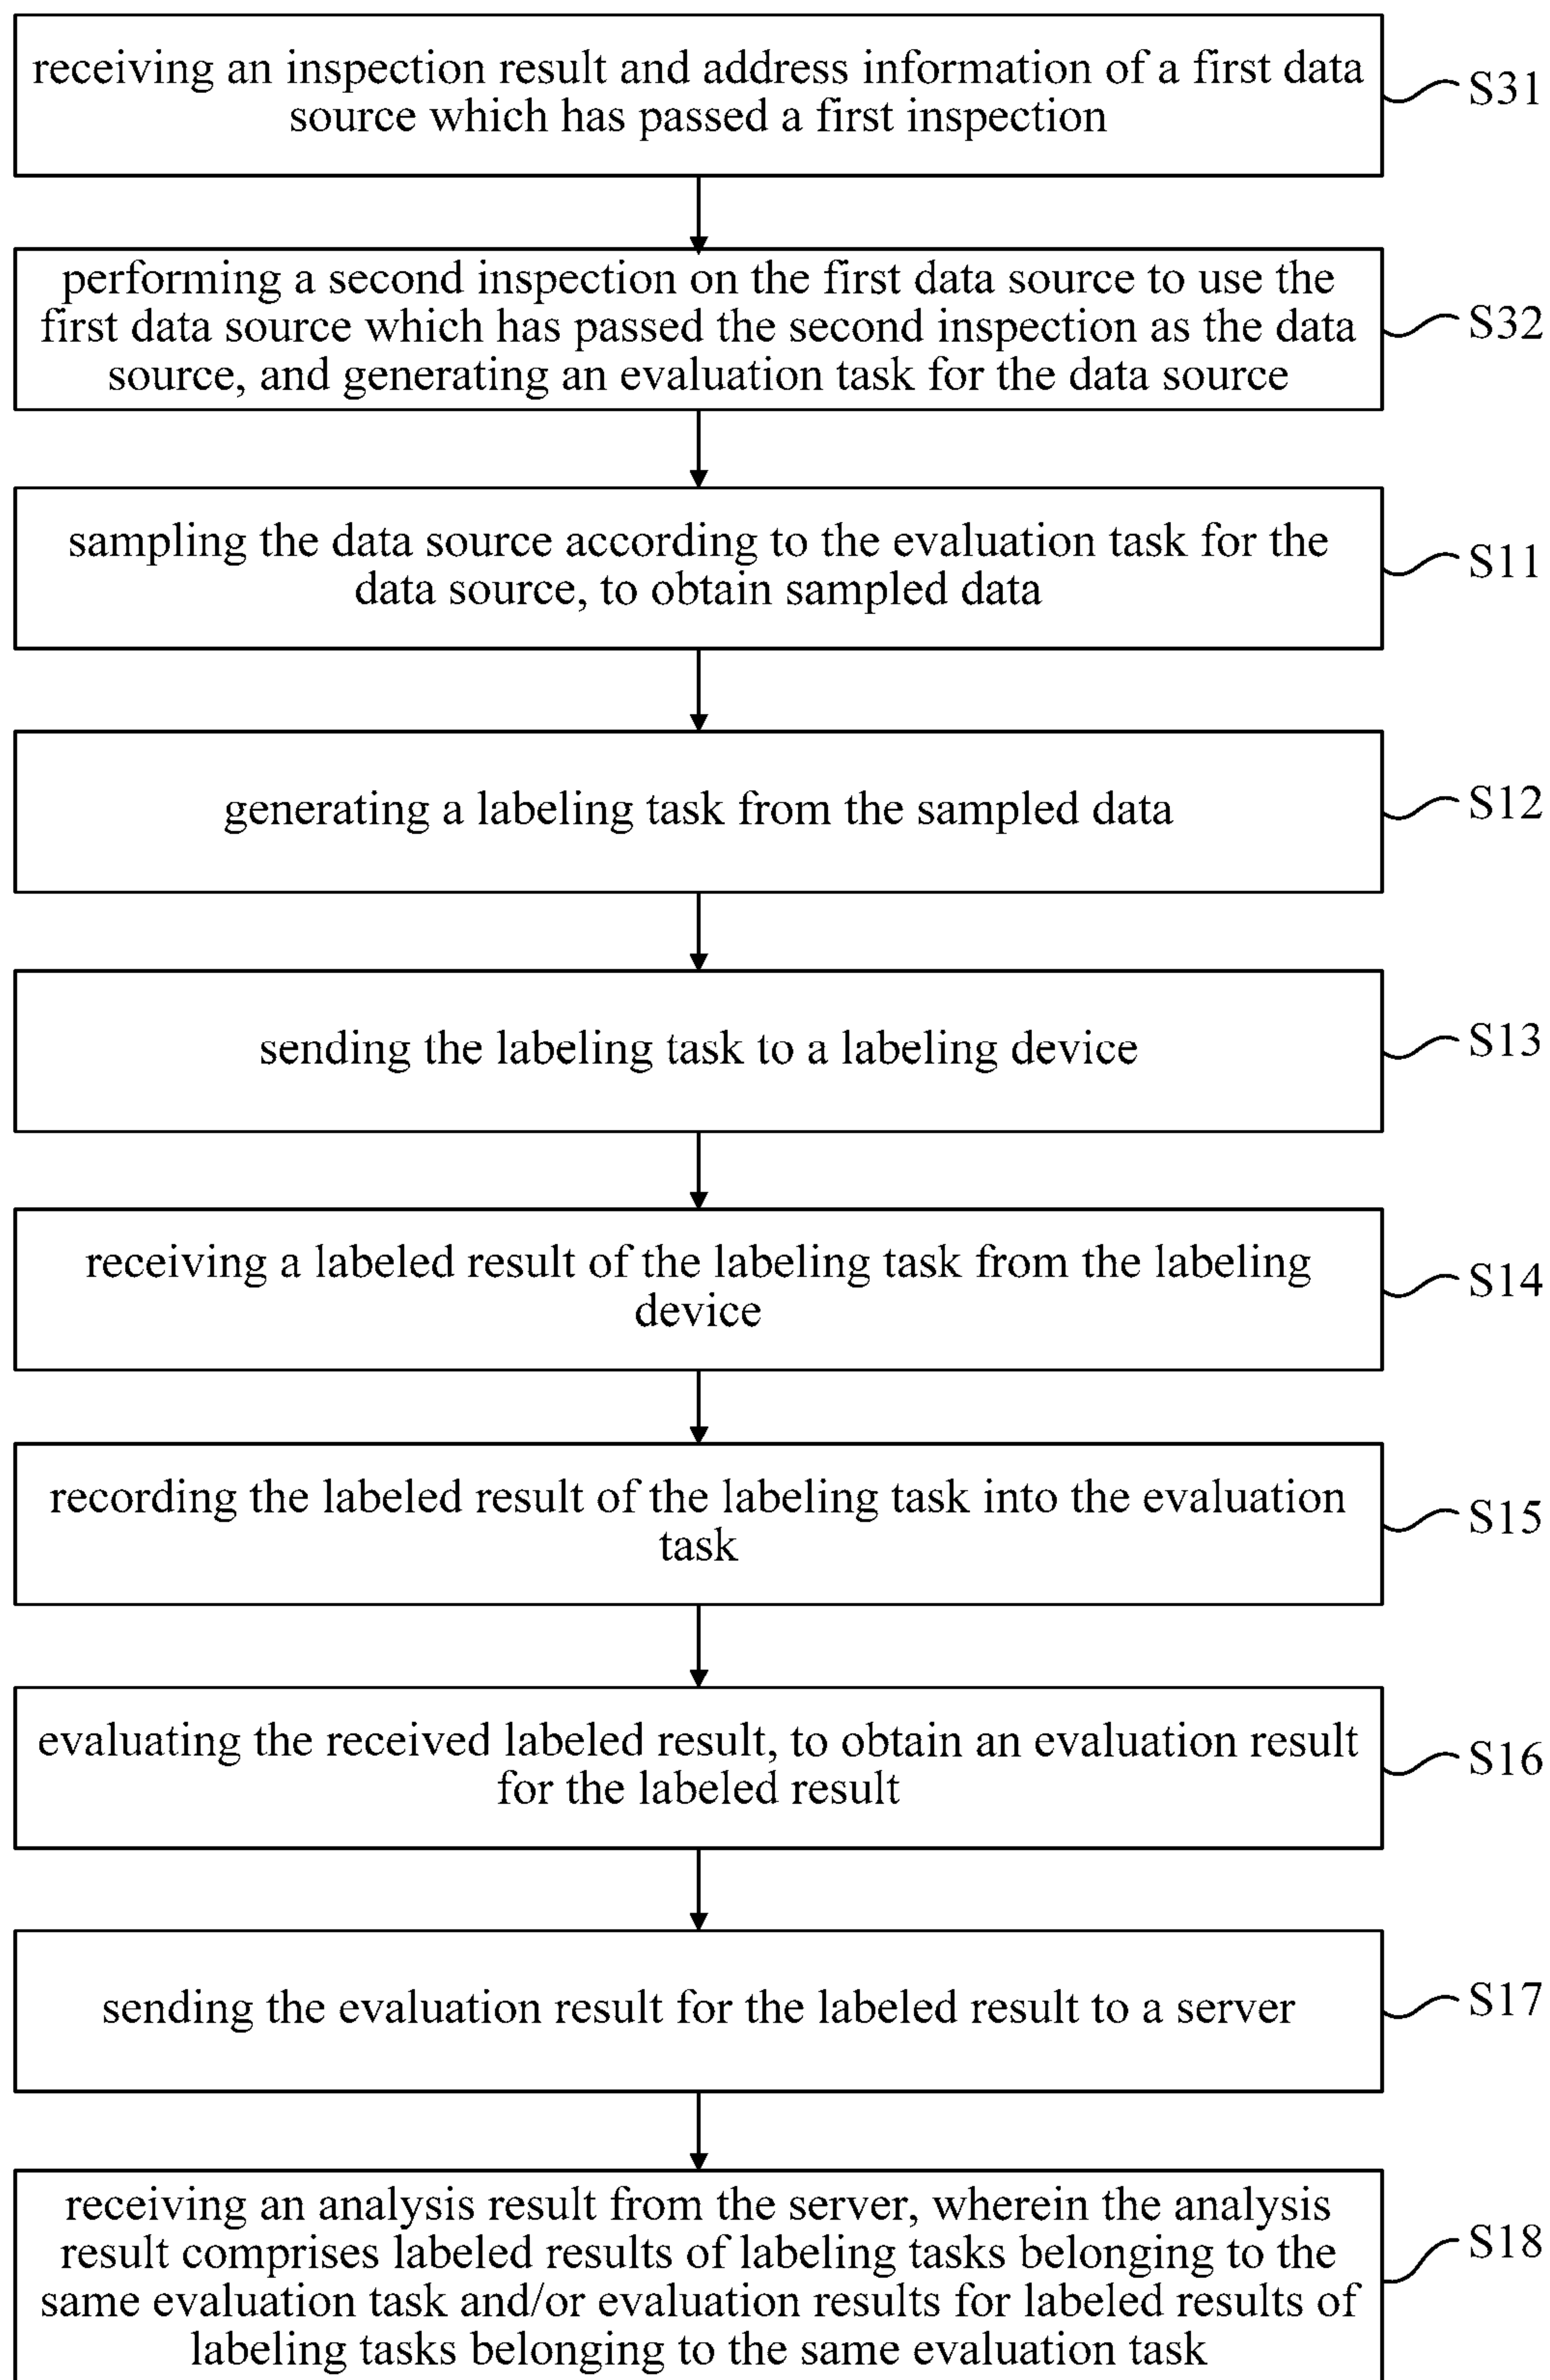 receiving an inspection result and address information of a first data
source which has passed a first inspection
S31
performing a second inspection on the first data source to use the
first data source which has passed the second inspection as the data
source, and generating an evaluation task for the data source
S32
sampling the data source according to the evaluation task for the
data source, to obtain sampled data
S11
generating a labeling task from the sampled data
S12
sending the labeling task to a labeling device
S13
receiving a labeled result of the labeling task from the labeling
device
S14
recording the labeled result of the labeling task into the evaluation
task
S15
evaluating the received labeled result, to obtain an evaluation result
for the labeled result
S16
sending the evaluation result for the labeled result to a server
S17
receiving an analysis result from the server, wherein the analysis
result comprises labeled results of labeling tasks belonging to the
same evaluation task and/or evaluation results for labeled results of
labeling tasks belonging to the same evaluation task
S18